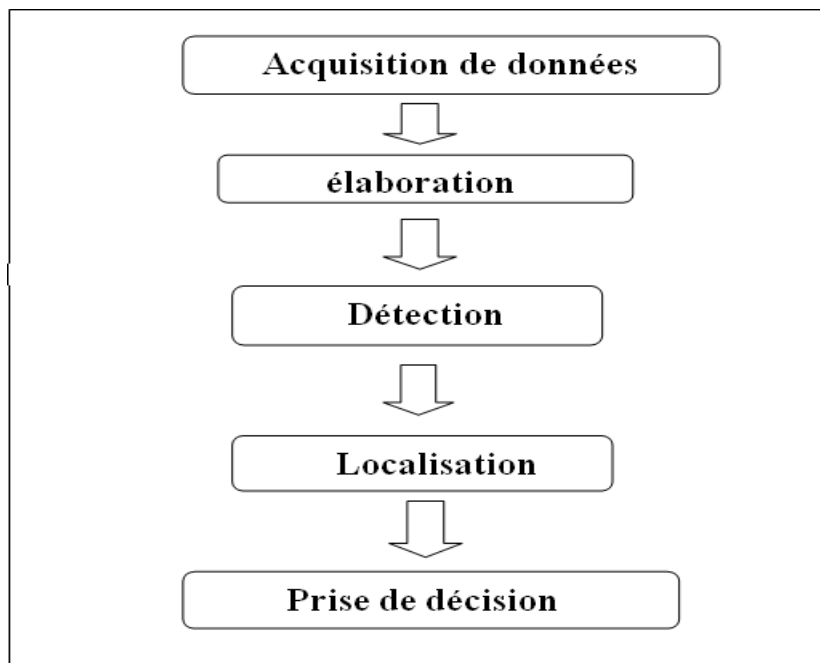 Acquisition de données
élaboration
Détection
Localisation
Prise de décision